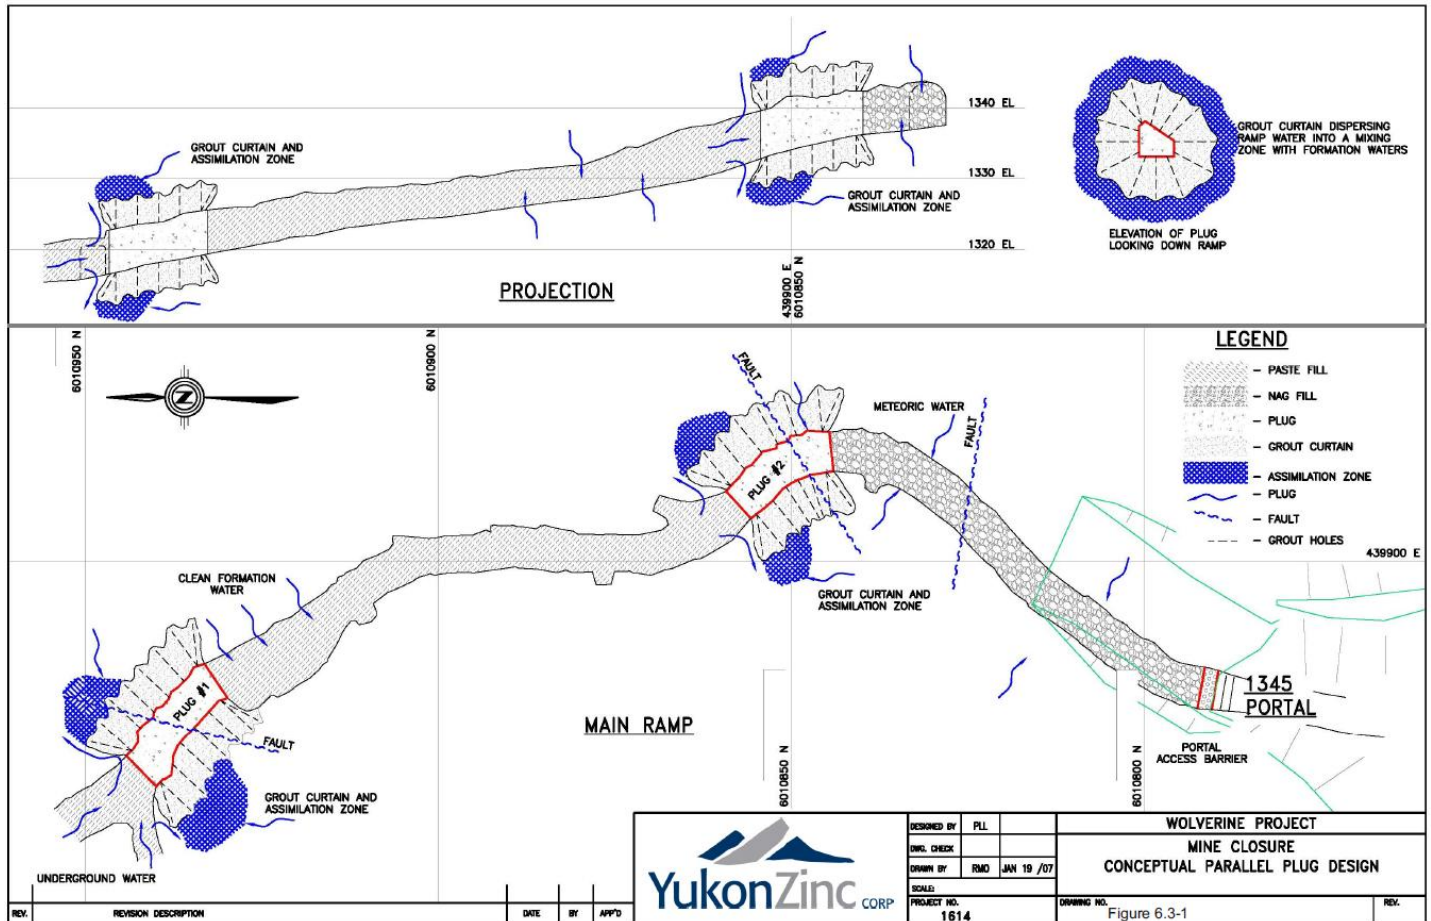 GROUT CURTAIN AND
ASSIMILATION ZONE
1340 EL
1330 EL
1320 EL
GROUT CURTAIN AND
ASSIMILATION ZONE
GROUT CURTAIN DISPERSING
RAMP WATER INTO A MIXING
ZONE WITH FORMATION WATERS
ELEVATION OF PLUG
LOOKING DOWN RAMP
PROJECTION
439900 E
6010850 N
6010950 N
6010900 N
Z
FAULT
METEORIC WATER
FAULT
PLUG #2
LEGEND
- PASTE FILL
- NAG FILL
- PLUG
- GROUT CURTAIN
- ASSIMILATION ZONE
- PLUG
- FAULT
- GROUT HOLES
439900 E
CLEAN FORMATION
WATER
GROUT CURTAIN AND
ASSIMILATION ZONE
PLUG #1
FAULT
MAIN RAMP
1345
PORTAL
PORTAL
ACCESS BARRIER
6010850 N
6010800 N
GROUT CURTAIN AND
ASSIMILATION ZONE
UNDERGROUND WATER
REV.
REVISION DESCRIPTION
DATE
BY
APP'D
YukonZinc CORP
DESIGNED BY PLL
DWG. CHECK
DRAWN BY RMO JAN 19 /07
SCALE:
PROJECT NO.
1614
WOLVERINE PROJECT
MINE CLOSURE
CONCEPTUAL PARALLEL PLUG DESIGN
DRAWING NO.
Figure 6.3-1
REV.